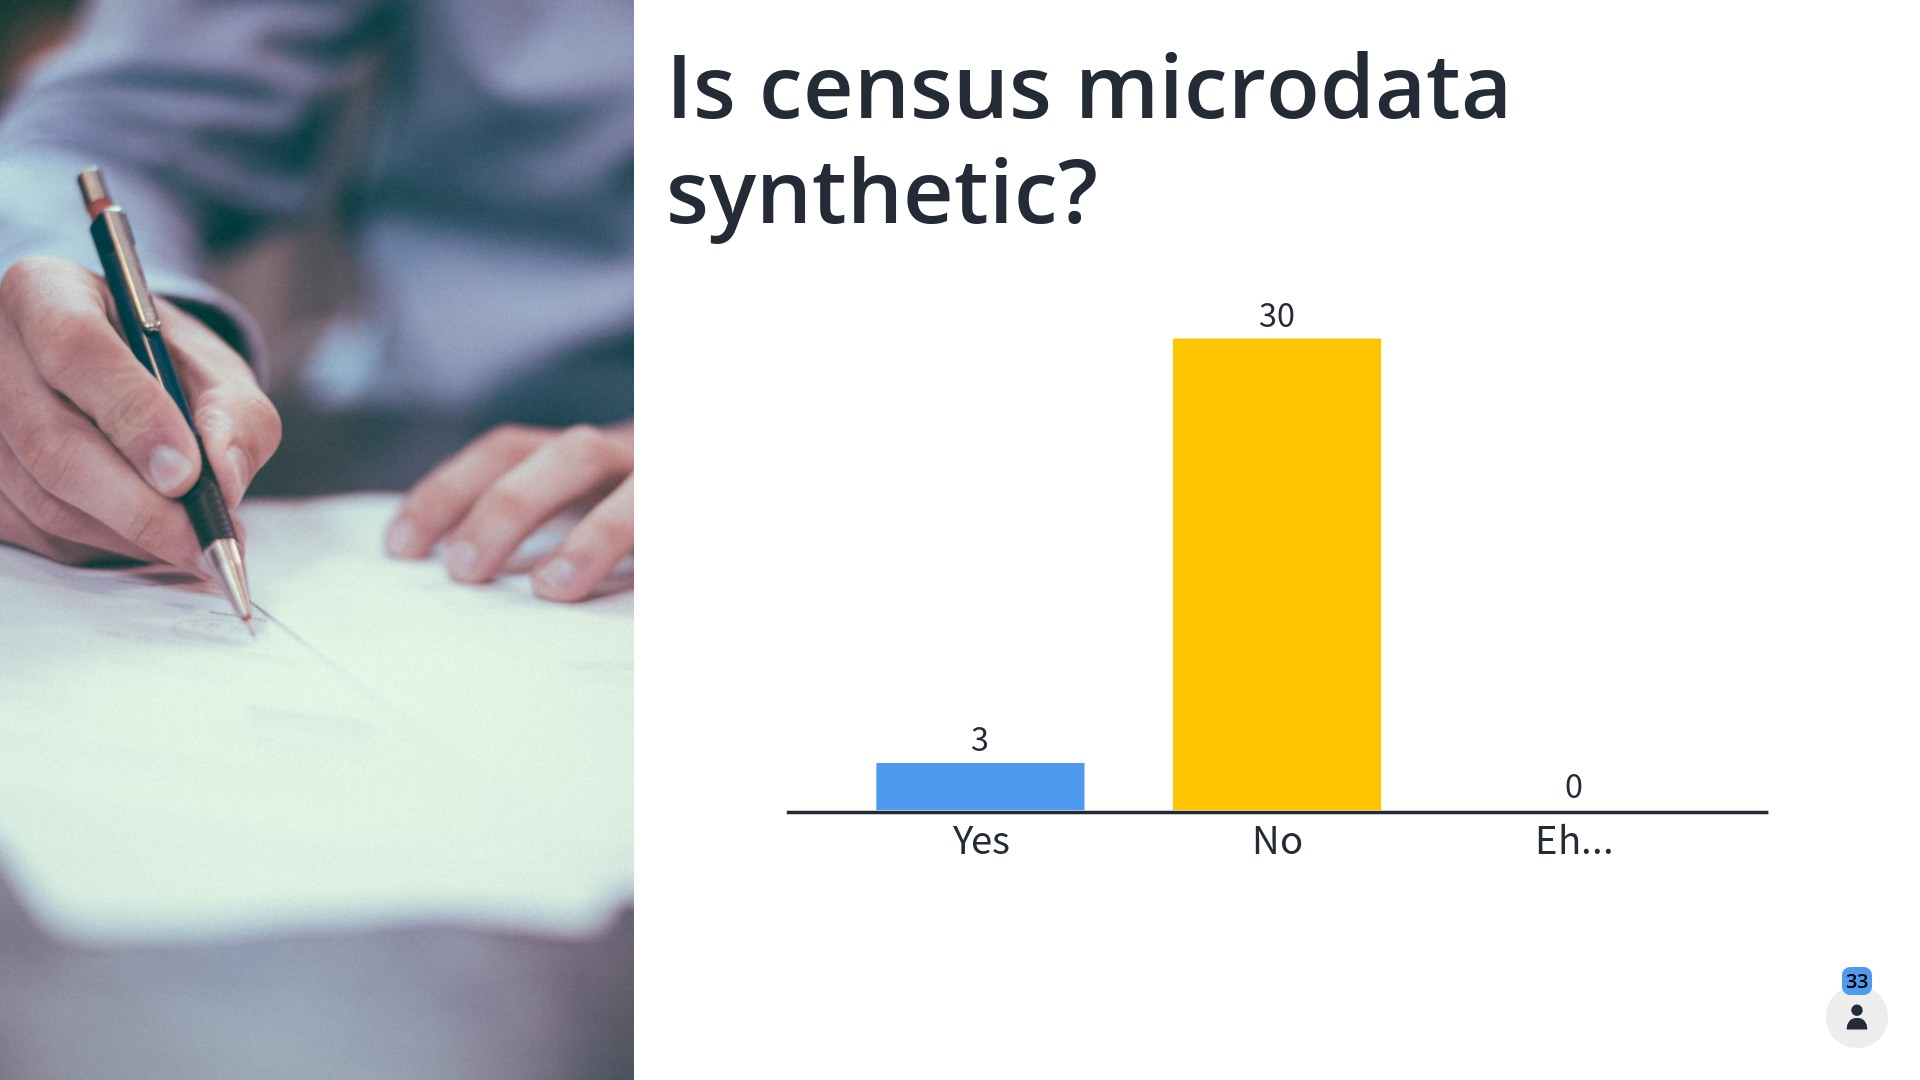 Is census microdata
synthetic?
30
3
0
Yes
No
Eh...
33